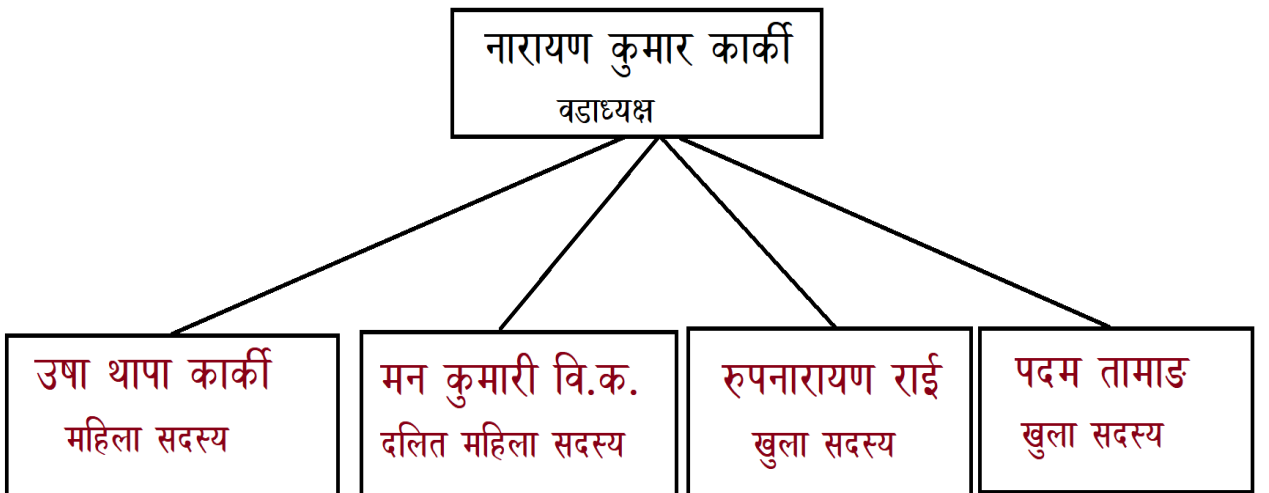 नारायण कुमार कार्की
वडाध्यक्ष
उषा थापा कार्की
महिला सदस्य
मन कुमारी वि.क.
दलित महिला सदस्य
रुपनारायण राई
खुला सदस्य
पदम तामाङ
खुला सदस्य